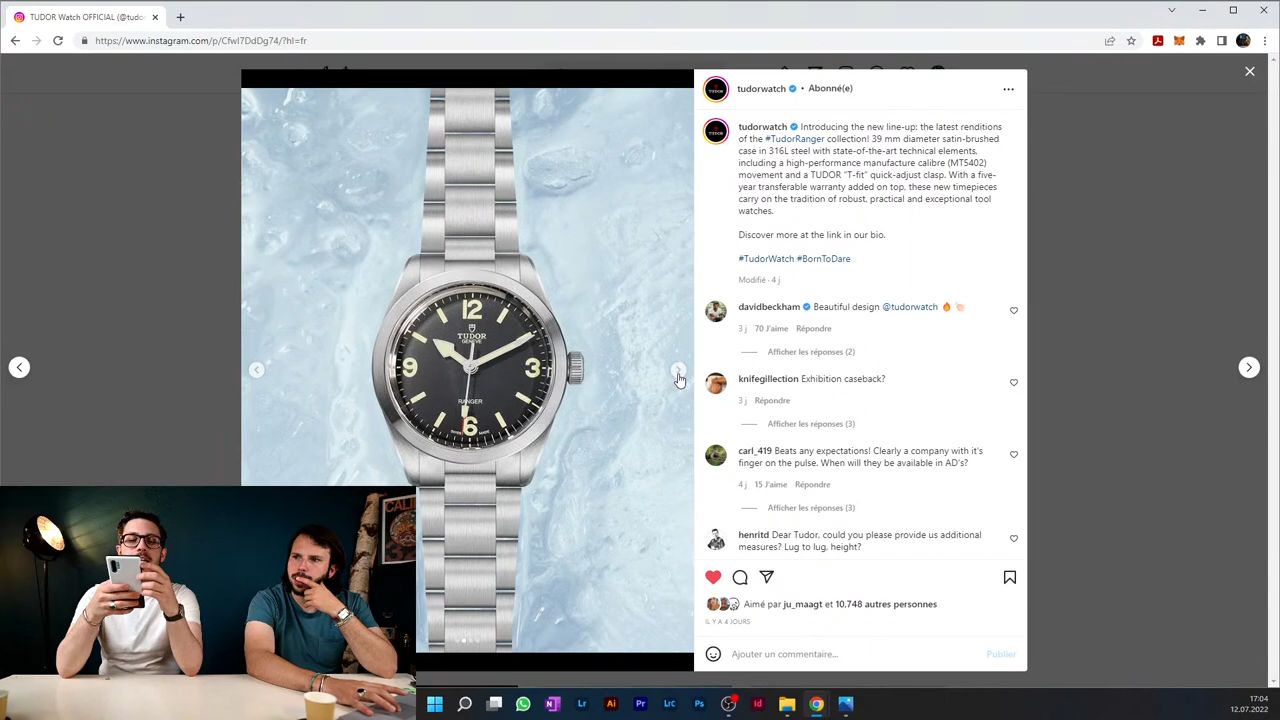 TUDOR Watch OFFICIAL (@tudo
https://www.instagram.com/p/CfwI7DdDg74/?hl=fr
12
TUDOR
GENEVE
9
3
RANGER
6
tudorwatch • Abonné(e)
tudorwatch Introducing the new line-up: the latest renditions
of the #TudorRanger collection! 39 mm diameter satin-brushed
case in 316L steel with state-of-the-art technical elements,
including a high-performance manufacture calibre (MT5402)
movement and a TUDOR “T-fit” quick-adjust clasp. With a five-
year transferable warranty added on top, these new timepieces
carry on the tradition of robust, practical and exceptional tool
watches.
Discover more at the link in our bio.
#TudorWatch #BornToDare
Modifié · 4 j
davidbeckham Beautiful design @tudorwatch 🔥 👏🏻
3 j 70 J'aime Répondre
Afficher les réponses (2)
knifegillection Exhibition caseback?
3 j Répondre
Afficher les réponses (3)
carl_419 Beats any expectations! Clearly a company with it's
finger on the pulse. When will they be available in AD's?
4 j 15 J'aime Répondre
Afficher les réponses (3)
henritd Dear Tudor, could you please provide us additional
measures? Lug to lug, height?
Aimé par ju_maagt et 10,748 autres personnes
IL Y A 4 JOURS
Ajouter un commentaire...
Publier
Lr
Ai
Pr
Lrc
Ps
Id
17:04
12.07.2022